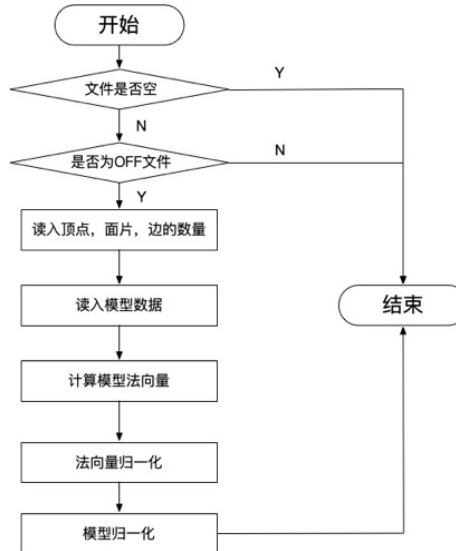 开始
文件是否空
Y
N
是否为OFF文件
N
Y
读入顶点，面片，边的数量
读入模型数据
结束
计算模型法向量
法向量归一化
模型归一化